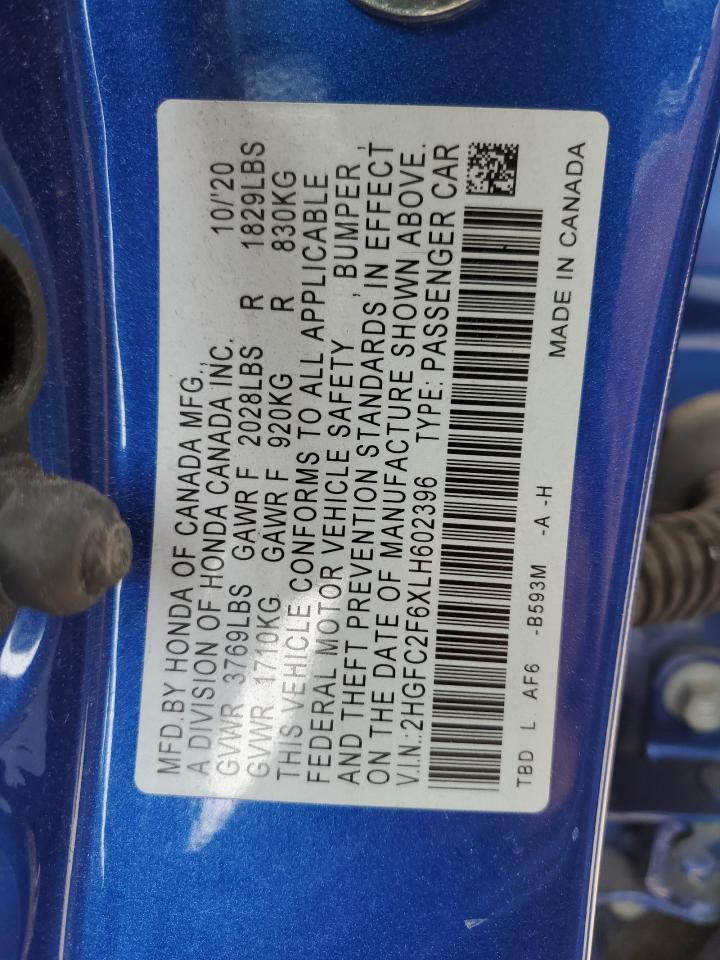 MFD.BY HONDA OF CANADA MFG.,
A DIVISION OF HONDA CANADA INC. 10/'20
GVWR 3769LBS GAWR F 2028LBS R 1829LBS
GVWR 1710KG GAWR F 920KG R 830KG
THIS VEHICLE CONFORMS TO ALL APPLICABLE
FEDERAL MOTOR VEHICLE SAFETY , BUMPER ,
AND THEFT PREVENTION STANDARDS IN EFFECT
ON THE DATE OF MANUFACTURE SHOWN ABOVE.
V.I.N.:2HGFC2F6XLH602396 TYPE: PASSENGER CAR
TBD L AF6 -B593M -A -H MADE IN CANADA